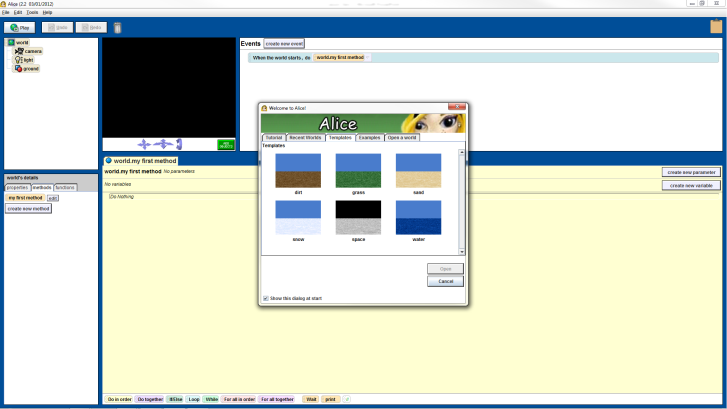 Alice (2.2 03/01/2012)
File Edit Tools Help
Play Undo Redo
world
camera
light
ground
Events create new event
When the world starts , do world.my first method
world's details
properties methods functions
my first method edit
create new method
world.my first method
world.my first method No parameters
create new parameter
No variables
create new variable
Do Nothing
Welcome to Alice!
Alice
Tutorial Recent Worlds Templates Examples Open a world
Templates
dirt grass sand
snow space water
Open
Cancel
Show this dialog at start
Do in order Do together If/Else Loop While For all in order For all together Wait print //